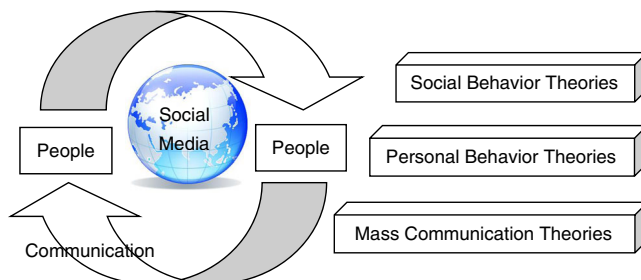 Social
Media
People
People
Communication
Social Behavior Theories
Personal Behavior Theories
Mass Communication Theories